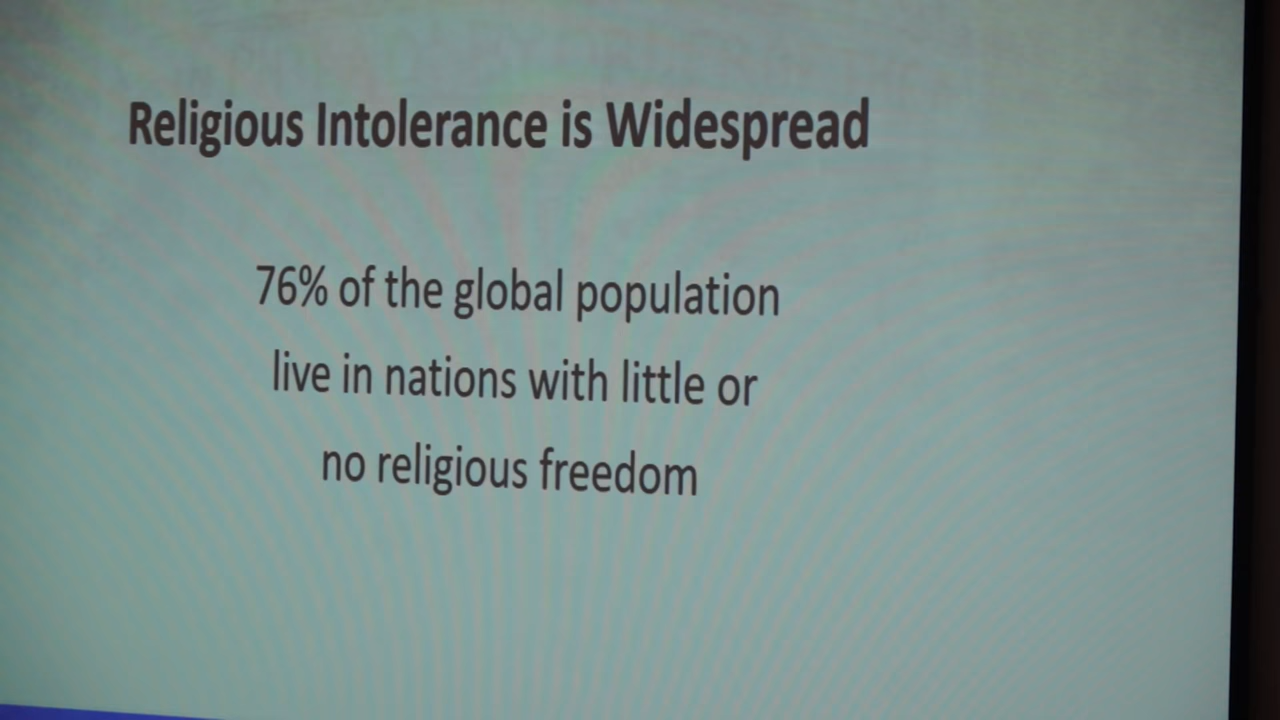 Religious Intolerance is Widespread
76% of the global population
live in nations with little or
no religious freedom